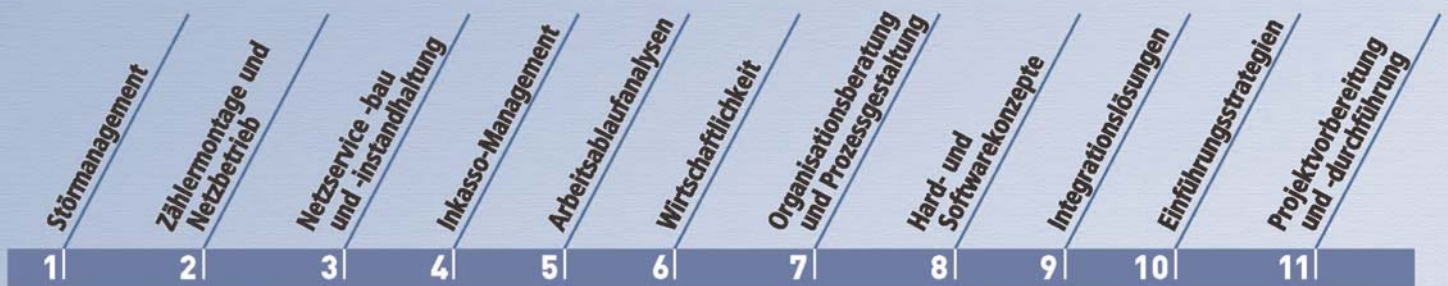 Störmanagement
Zählermontage und
Netzbetrieb
Netzservice -bau
und -instandhaltung
Inkasso-Management
Arbeitsablaufanalysen
Wirtschaftlichkeit
Organisationsberatung
und Prozessgestaltung
Hard- und
Softwarekonzepte
Integrationslösungen
Einführungsstrategien
Projektvorbereitung
und -durchführung
1 2 3 4 5 6 7 8 9 10 11